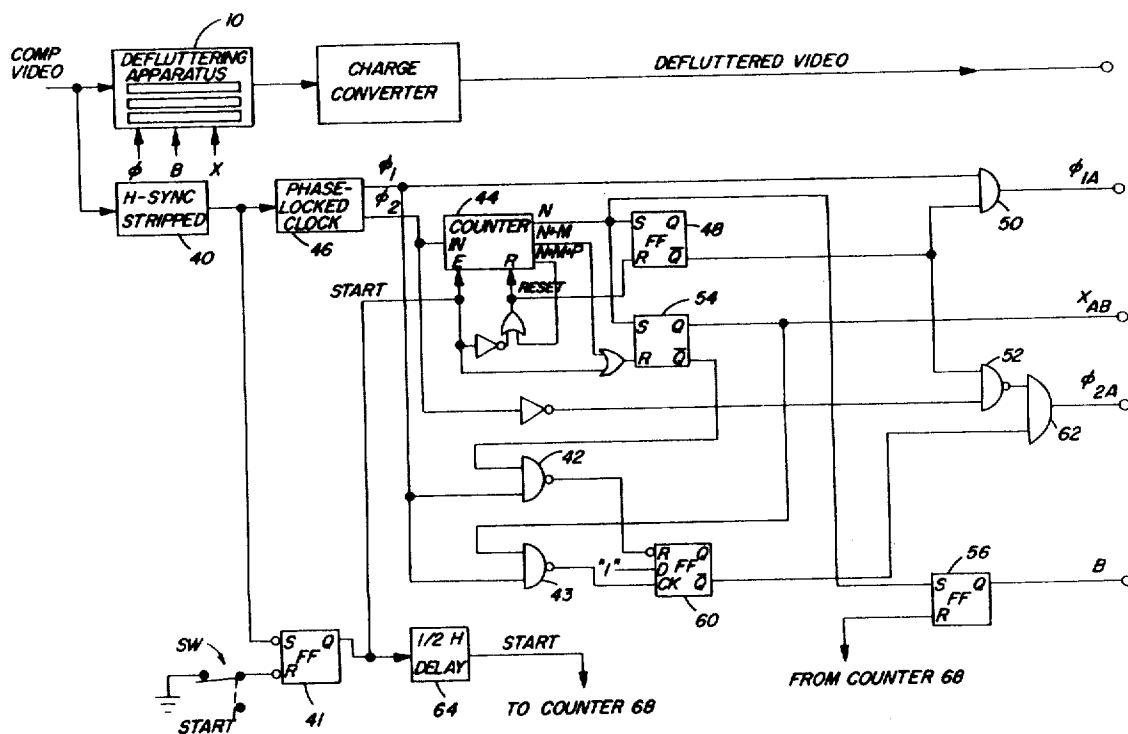 10
COMP
VIDEO
DEFLUTTERING
APPARATUS
CHARGE
CONVERTER
DEFLUTTERED VIDEO
ϕ B X
H-SYNC
STRIPPED
40
PHASE-
LOCKED
CLOCK
46
ϕ1
ϕ2
44
COUNTER
IN
E R
N
N+M
N+M+P
RESET
START
S Q
FF
R Q̅
48
54
S Q
R Q̅
50
ϕ1A
XAB
52
ϕ2A
62
42
43
"1"
R Q
D FF
CK Q̅
60
56
S Q
FF
R
B
FROM COUNTER 68
SW
START
S Q
FF
R
41
1/2 H
DELAY
64
START
TO COUNTER 68